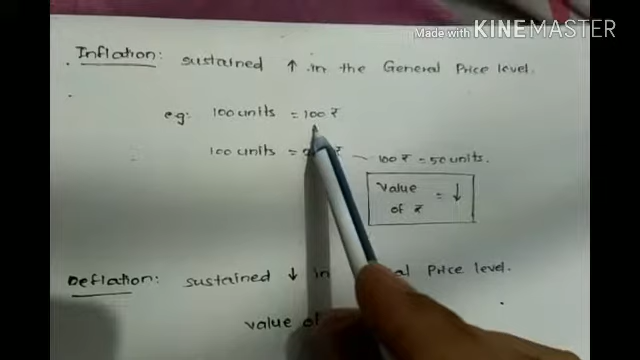 Made with KINEMASTER
Inflation: sustained ↑ in the General Price level.
eg: 100 units = 100 ₹
100 units = ₹ — 100 ₹ = 50 units.
Value of ₹ = ↓
Deflation: sustained ↓ in Price level.
Value of